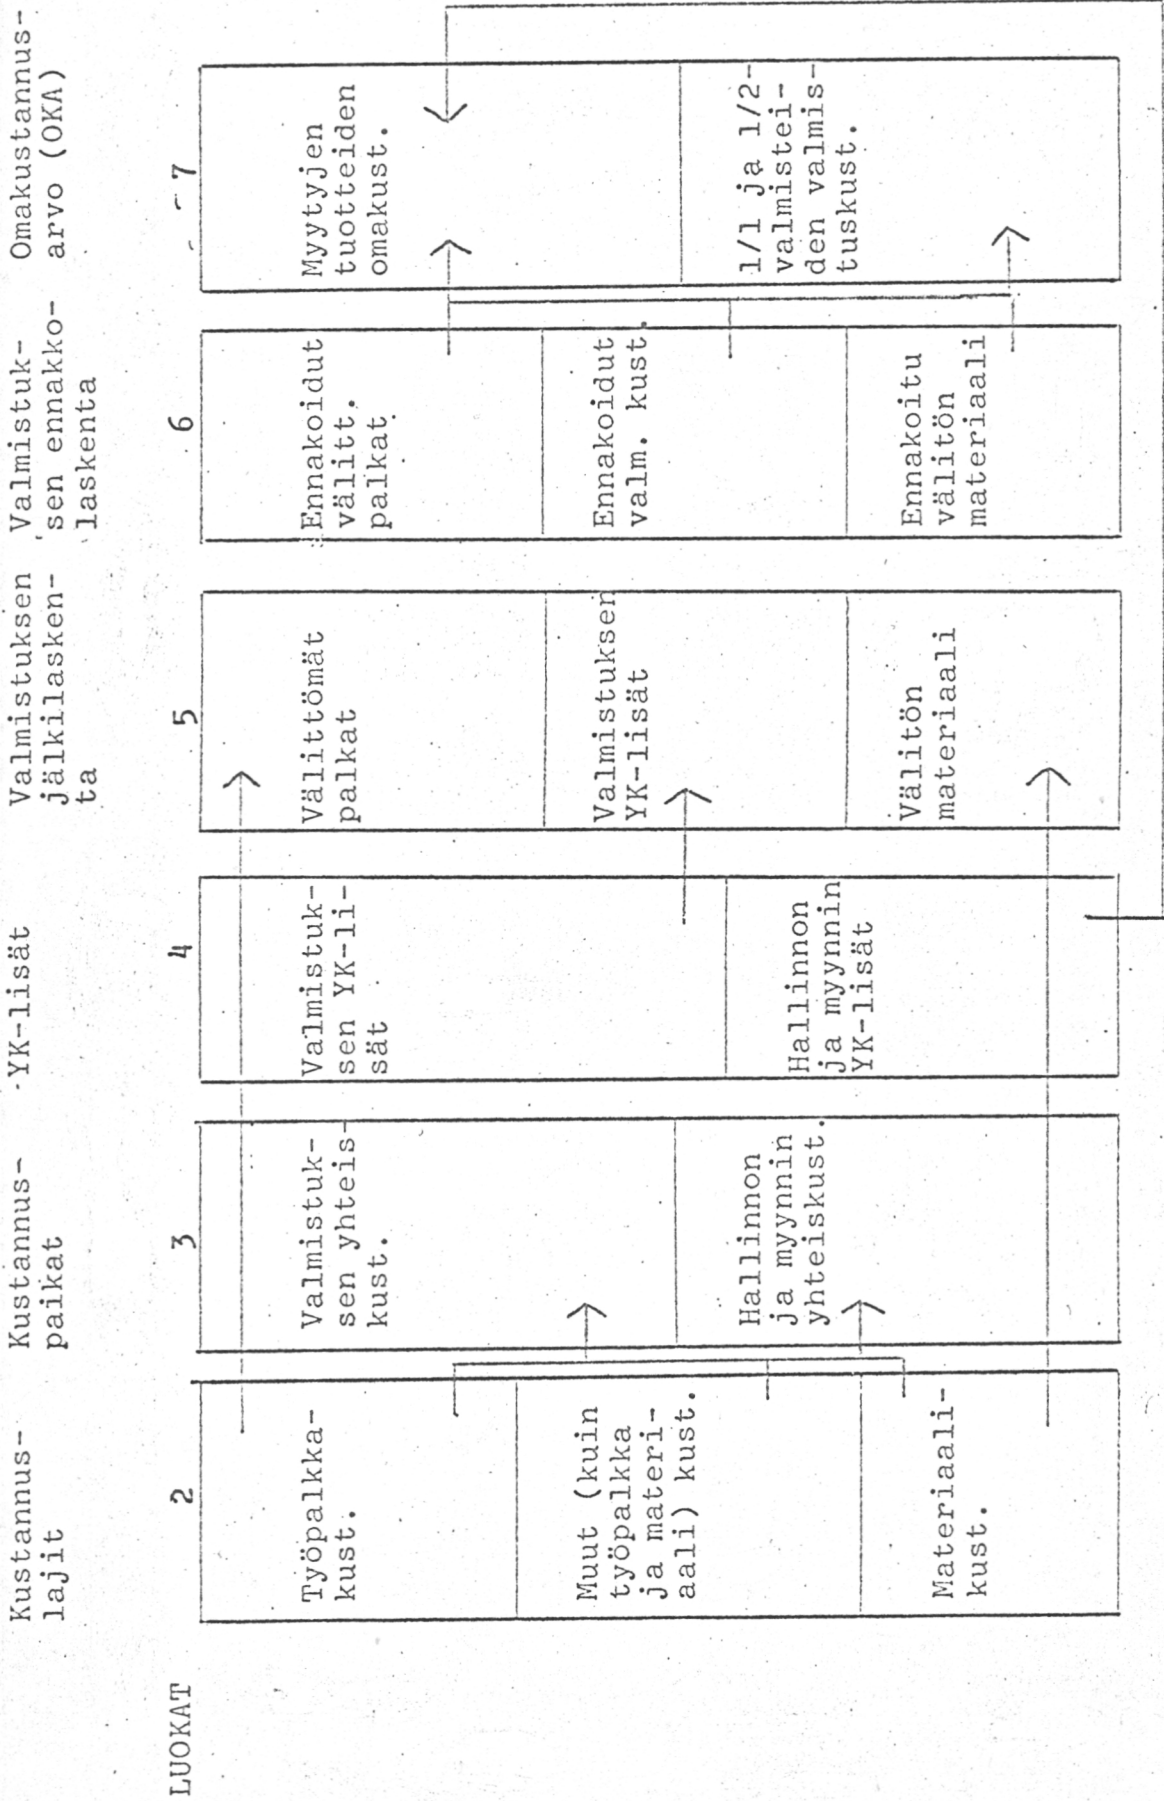 Kustannus-
lajit
Kustannus-
paikat
YK-lisät
Valmistuksen
jälkilasken-
ta
Valmistuk-
sen ennakko-
laskenta
Omakustannus-
arvo (OKA)
LUOKAT
2
3
4
5
6
7
Työpalkka-
kust.
Muut (kuin
työpalkka
ja materi-
aali) kust.
Materiaali-
kust.
Valmistuk-
sen yhteis
kust.
Hallinnon
ja myynnin
yhteiskust.
Valmistuk-
sen YK-li-
sät
Hallinnon
ja myynnin
YK-lisät
Välittömät
palkat
Valmistuksen
YK-lisät
Välitön
materiaali
Ennakoidut
välitt.
palkat
Ennakoidut
valm. kust.
Ennakoitu
välitön
materiaali
Myytyjen
tuotteiden
omakust.
1/1 ja 1/2-
valmistei-
den valmis-
tuskust.